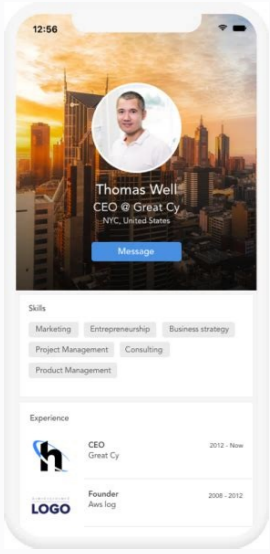 12:56
Thomas Well
CEO @ Great Cy
NYC, United States
Message
Skills
Marketing Entrepreneurship Business strategy
Project Management Consulting
Product Management
Experience
CEO 2012 - Now
Great Cy
h
Founder 2008 - 2012
Aws log
LOGO